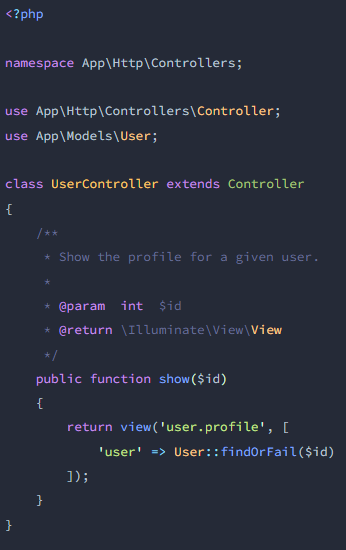 <?php
namespace App\Http\Controllers;
use App\Http\Controllers\Controller;
use App\Models\User;
class UserController extends Controller
{
    /**
     * Show the profile for a given user.
     *
     * @param  int  $id
     * @return \Illuminate\View\View
     */
    public function show($id)
    {
        return view('user.profile', [
            'user' => User::findOrFail($id)
        ]);
    }
}